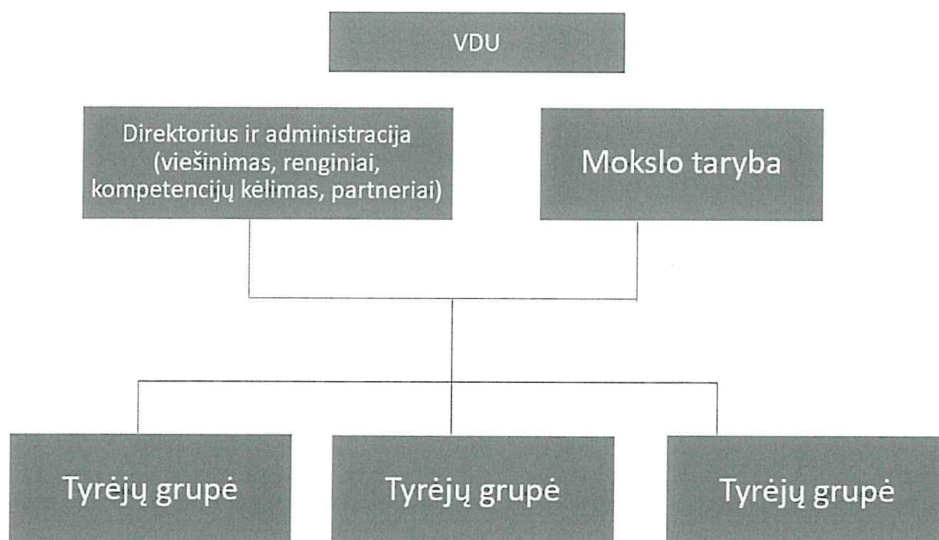 VDU
Direktorius ir administracija
(viešinimas, renginiai,
kompetencijų kėlimas, partneriai)
Mokslo taryba
Tyrėjų grupė
Tyrėjų grupė
Tyrėjų grupė